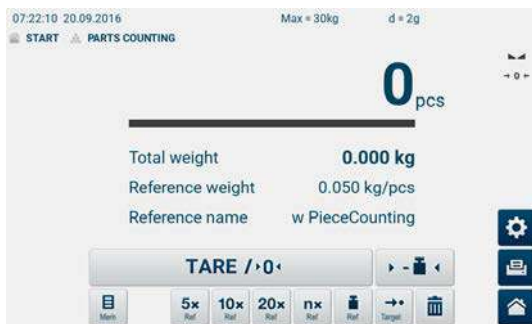 07:22:10 20.09.2016 Max = 30kg d = 2g
START PARTS COUNTING
0 pcs
→ 0 ←
Total weight 0.000 kg
Reference weight 0.050 kg/pcs
Reference name w PieceCounting
TARE /→0←
5x 10x 20x nx
Mem Ref Ref Ref Ref Ref Target